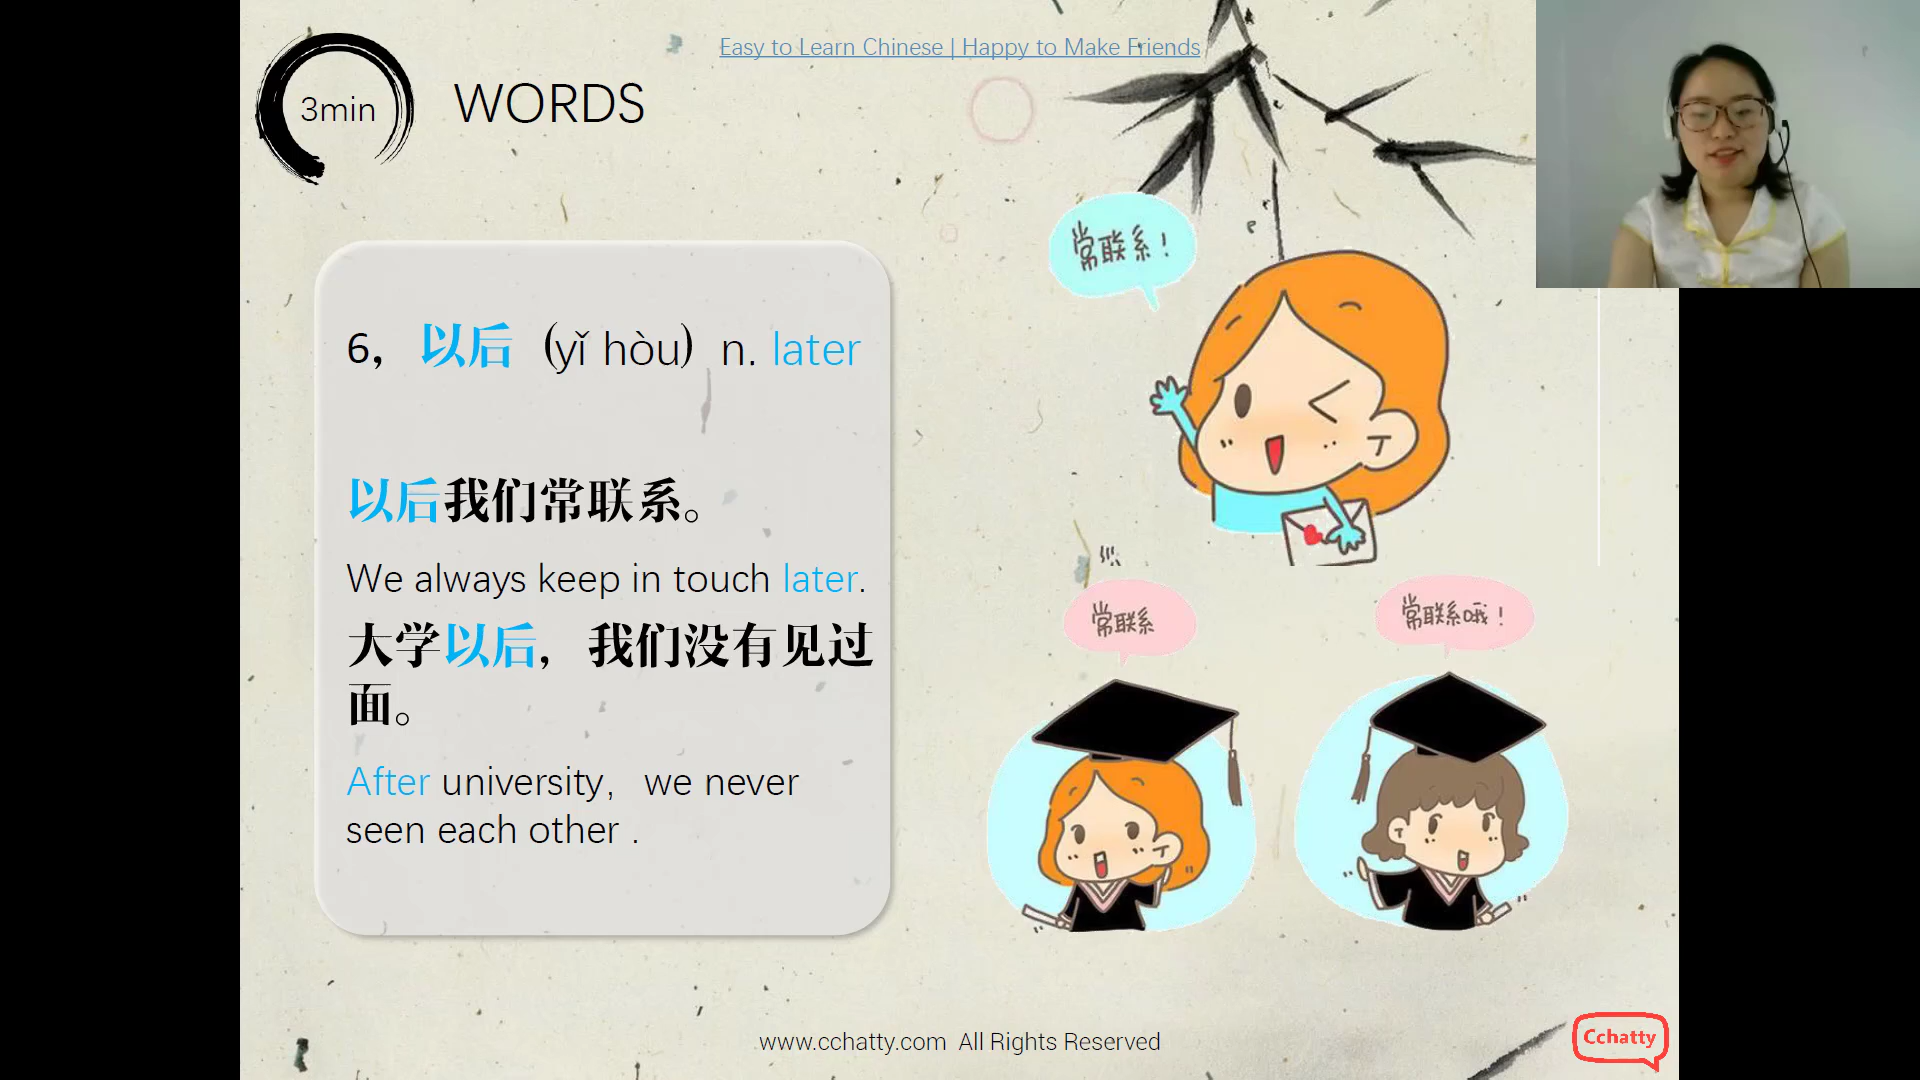 Easy to Learn Chinese | Happy to Make Friends
3min
WORDS
常联系！
6，以后（yǐ hòu）n. later
以后我们常联系。
We always keep in touch later.
大学以后，我们没有见过
面。
After university，we never
seen each other .
常联系
常联系哦！
www.cchatty.com All Rights Reserved
Cchatty